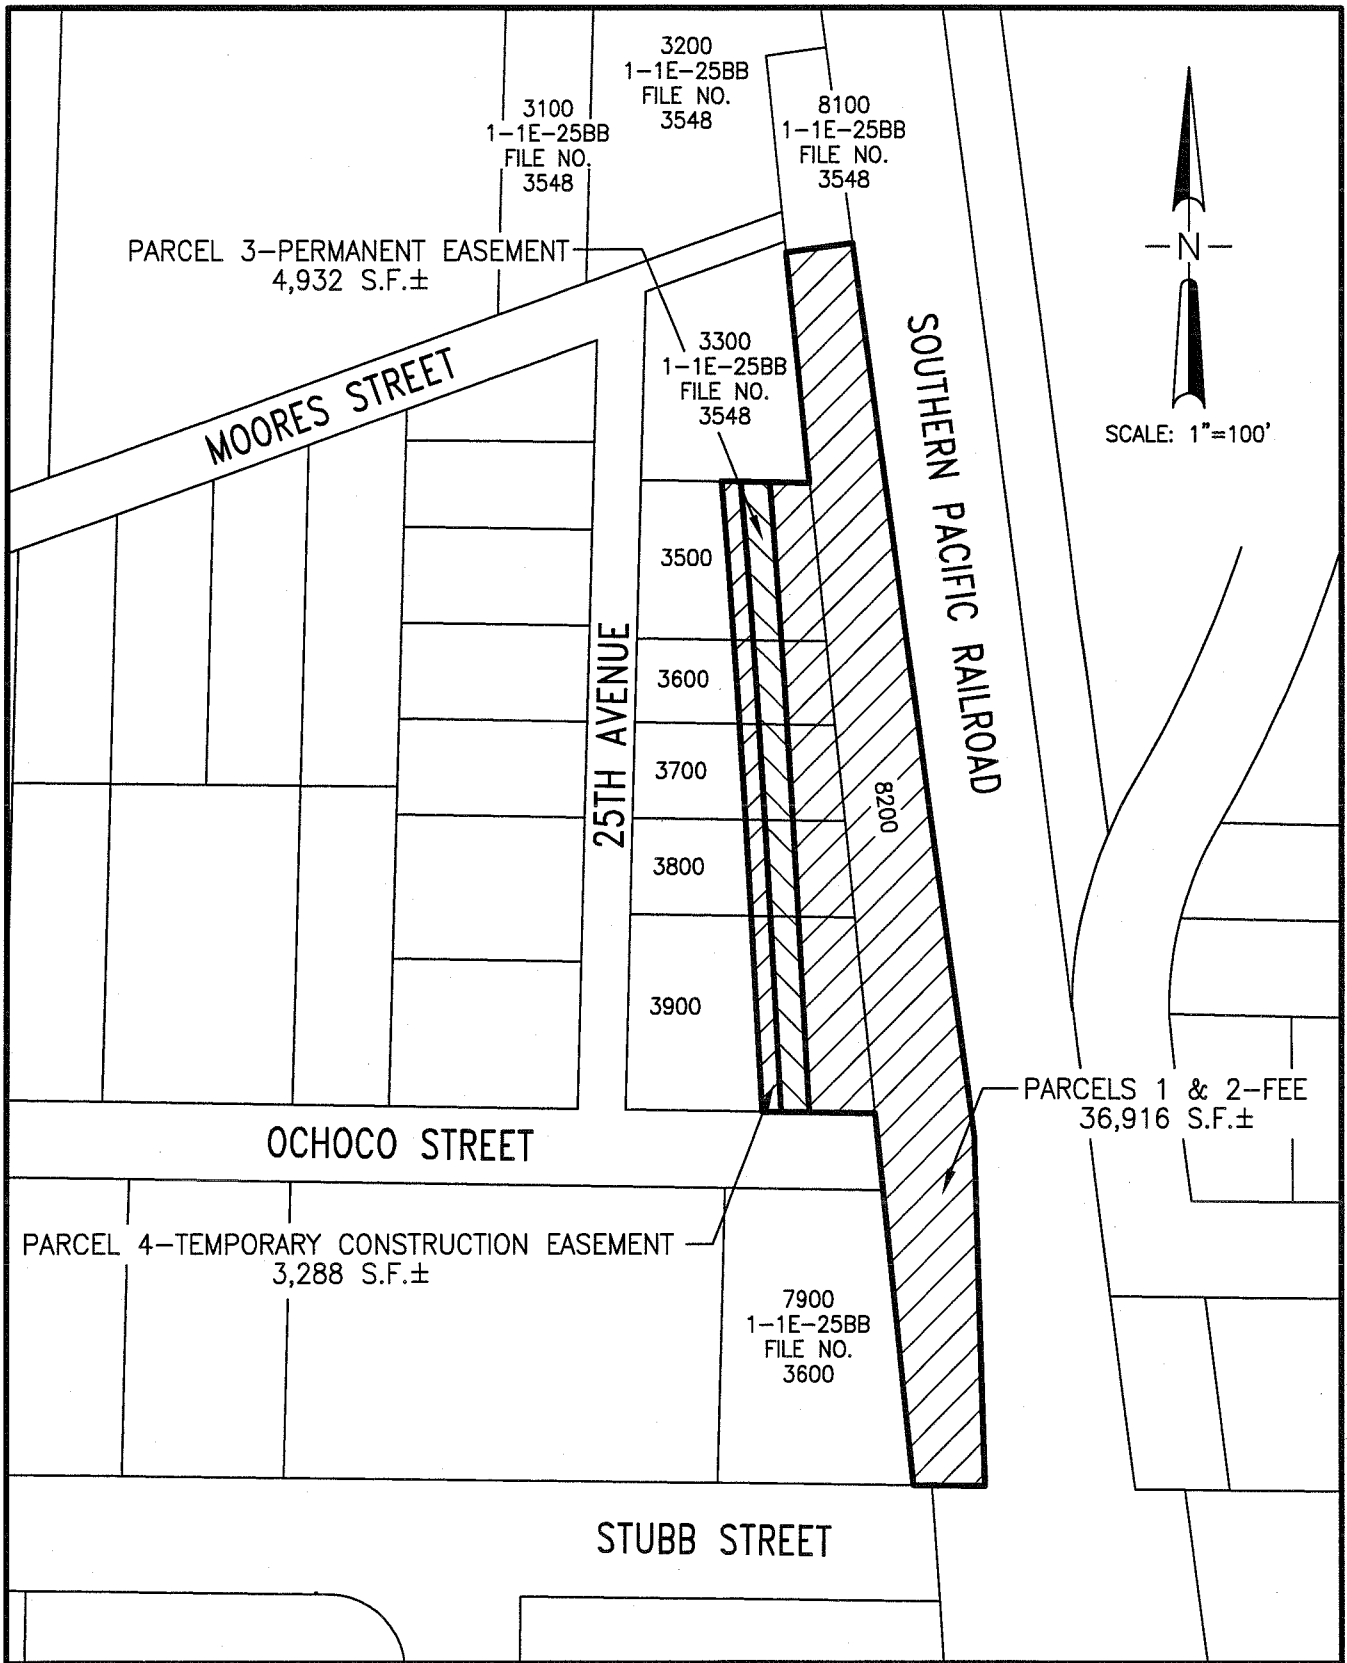 3200
1-1E-25BB
FILE NO.
3548
3100
1-1E-25BB
FILE NO.
3548
8100
1-1E-25BB
FILE NO.
3548
PARCEL 3-PERMANENT EASEMENT
4,932 S.F.±
N
SCALE: 1"=100'
3300
1-1E-25BB
FILE NO.
3548
MOORES STREET
SOUTHERN PACIFIC RAILROAD
25TH AVENUE
3500
3600
3700
3800
3900
8200
PARCELS 1 & 2-FEE
36,916 S.F.±
OCHOCO STREET
PARCEL 4-TEMPORARY CONSTRUCTION EASEMENT
3,288 S.F.±
7900
1-1E-25BB
FILE NO.
3600
STUBB STREET